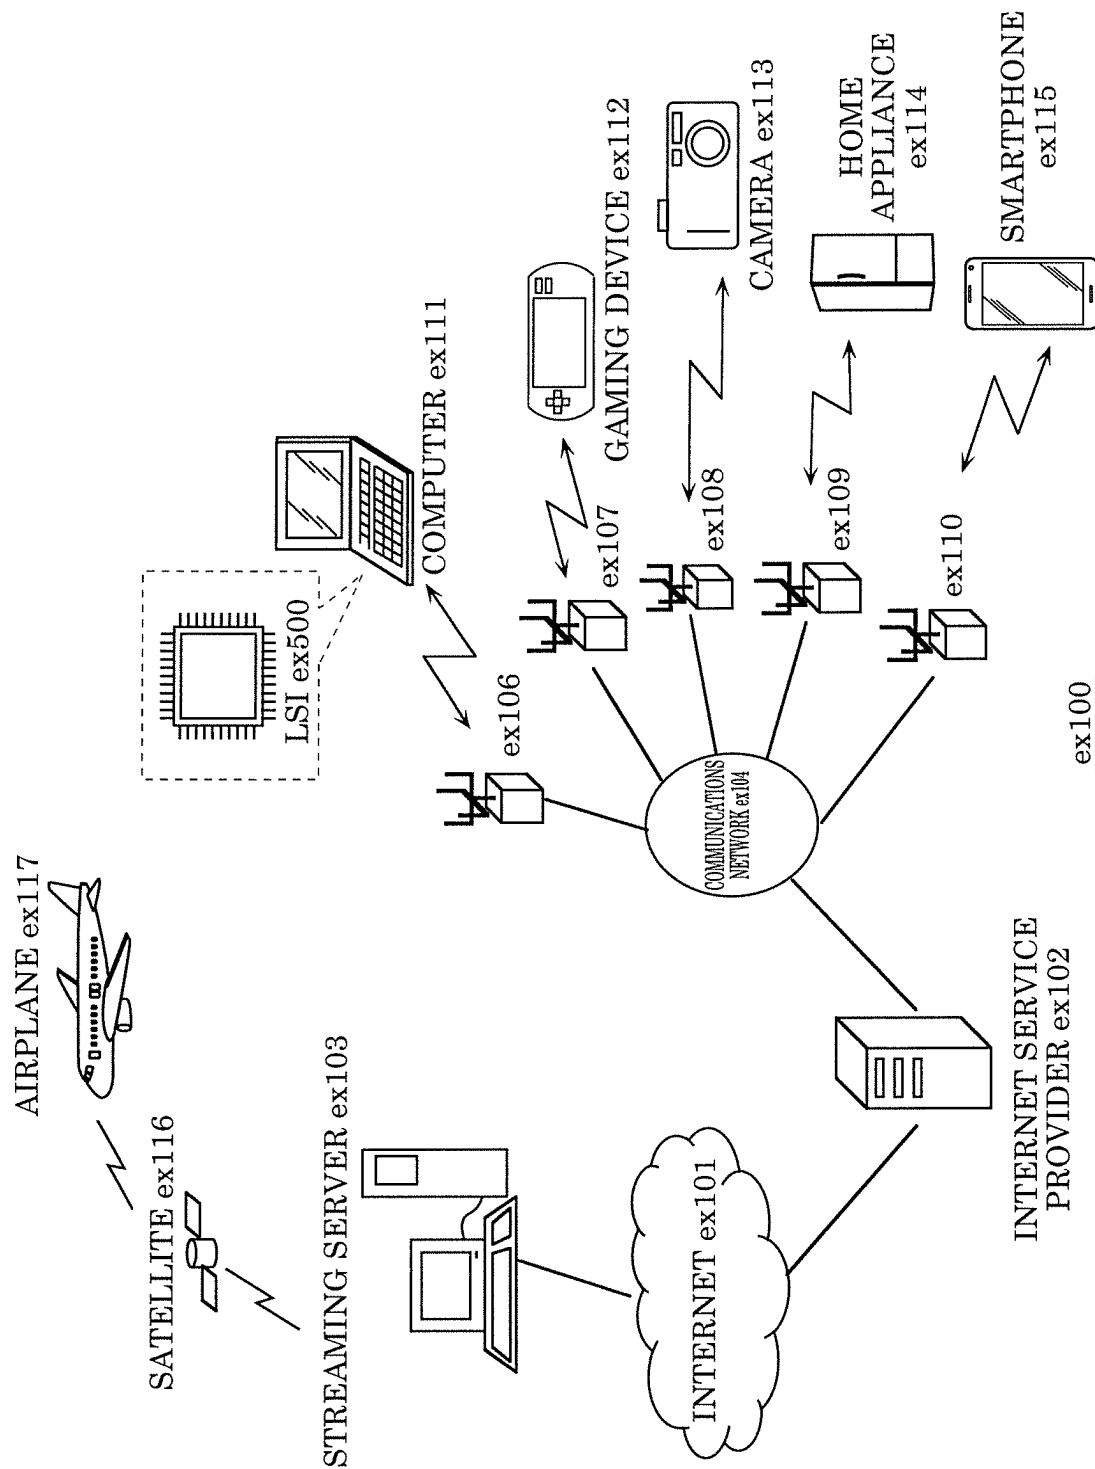 AIRPLANE ex117
SATELLITE ex116
STREAMING SERVER ex103
INTERNET ex101
INTERNET SERVICE
PROVIDER ex102
COMMUNICATIONS
NETWORK ex104
LSI ex500
COMPUTER ex111
ex106
GAMING DEVICE ex112
ex107
CAMERA ex113
ex108
HOME
APPLIANCE
ex114
ex109
SMARTPHONE
ex115
ex110
ex100